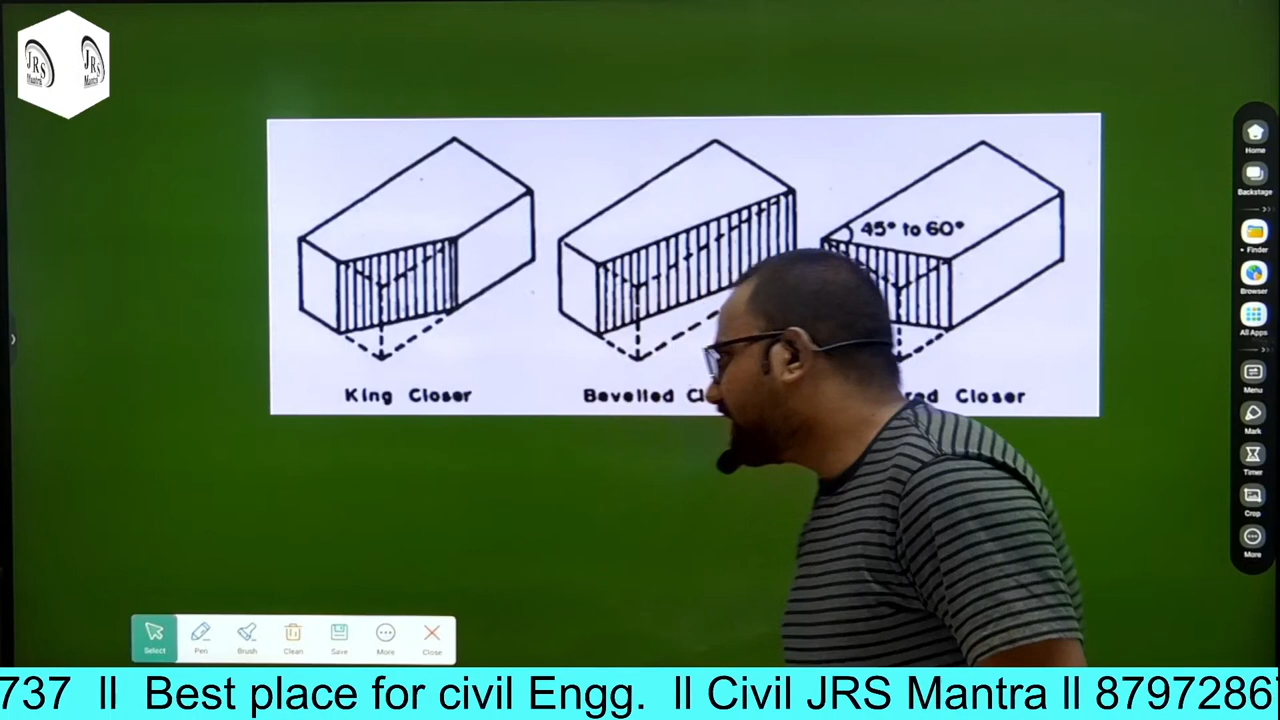 JRS
Mantra
JRS
Mantra
45° to 60°
King Closer
Bevelled
Closer
Home
Backstage
Finder
Browser
All Apps
Menu
Mark
Timer
Crop
More
Select
Pen
Brush
Clean
Save
More
Close
737 ll Best place for civil Engg. ll Civil JRS Mantra ll 8797286